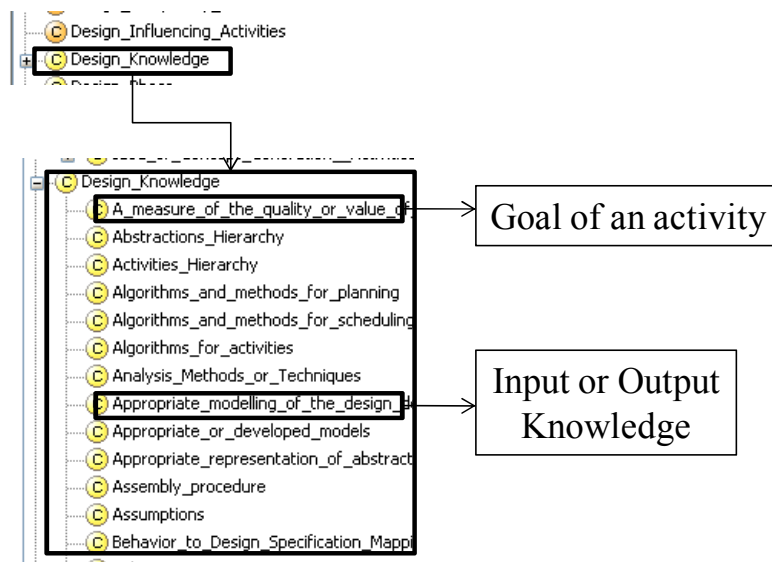 Design_Influencing_Activities
Design_Knowledge
Design_Knowledge
A_measure_of_the_quality_or_value_of
Abstractions_Hierarchy
Activities_Hierarchy
Algorithms_and_methods_for_planning
Algorithms_and_methods_for_scheduling
Algorithms_for_activities
Analysis_Methods_or_Techniques
Appropriate_modelling_of_the_design_de
Appropriate_or_developed_models
Appropriate_representation_of_abstract
Assembly_procedure
Assumptions
Behavior_to_Design_Specification_Mappi
Goal of an activity
Input or Output
Knowledge